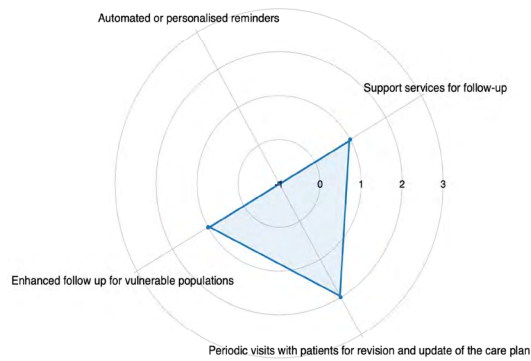 Automated or personalised reminders
Support services for follow-up
-1 0 1 2 3
Enhanced follow up for vulnerable populations
Periodic visits with patients for revision and update of the care plan